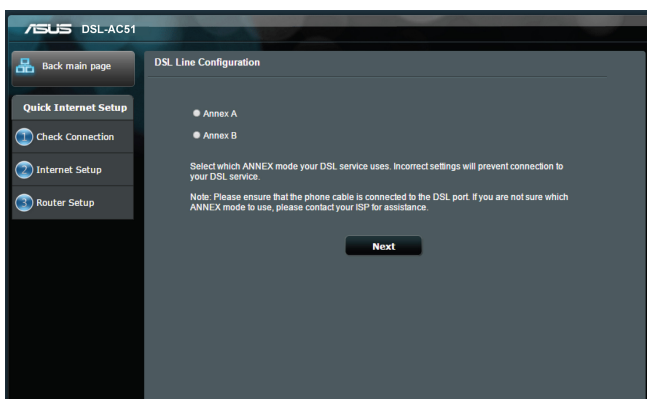 ASUS DSL-AC51
Back main page
Quick Internet Setup
1 Check Connection
2 Internet Setup
3 Router Setup
DSL Line Configuration
Annex A
Annex B
Select which ANNEX mode your DSL service uses. Incorrect settings will prevent connection to
your DSL service.
Note: Please ensure that the phone cable is connected to the DSL port. If you are not sure which
ANNEX mode to use, please contact your ISP for assistance.
Next